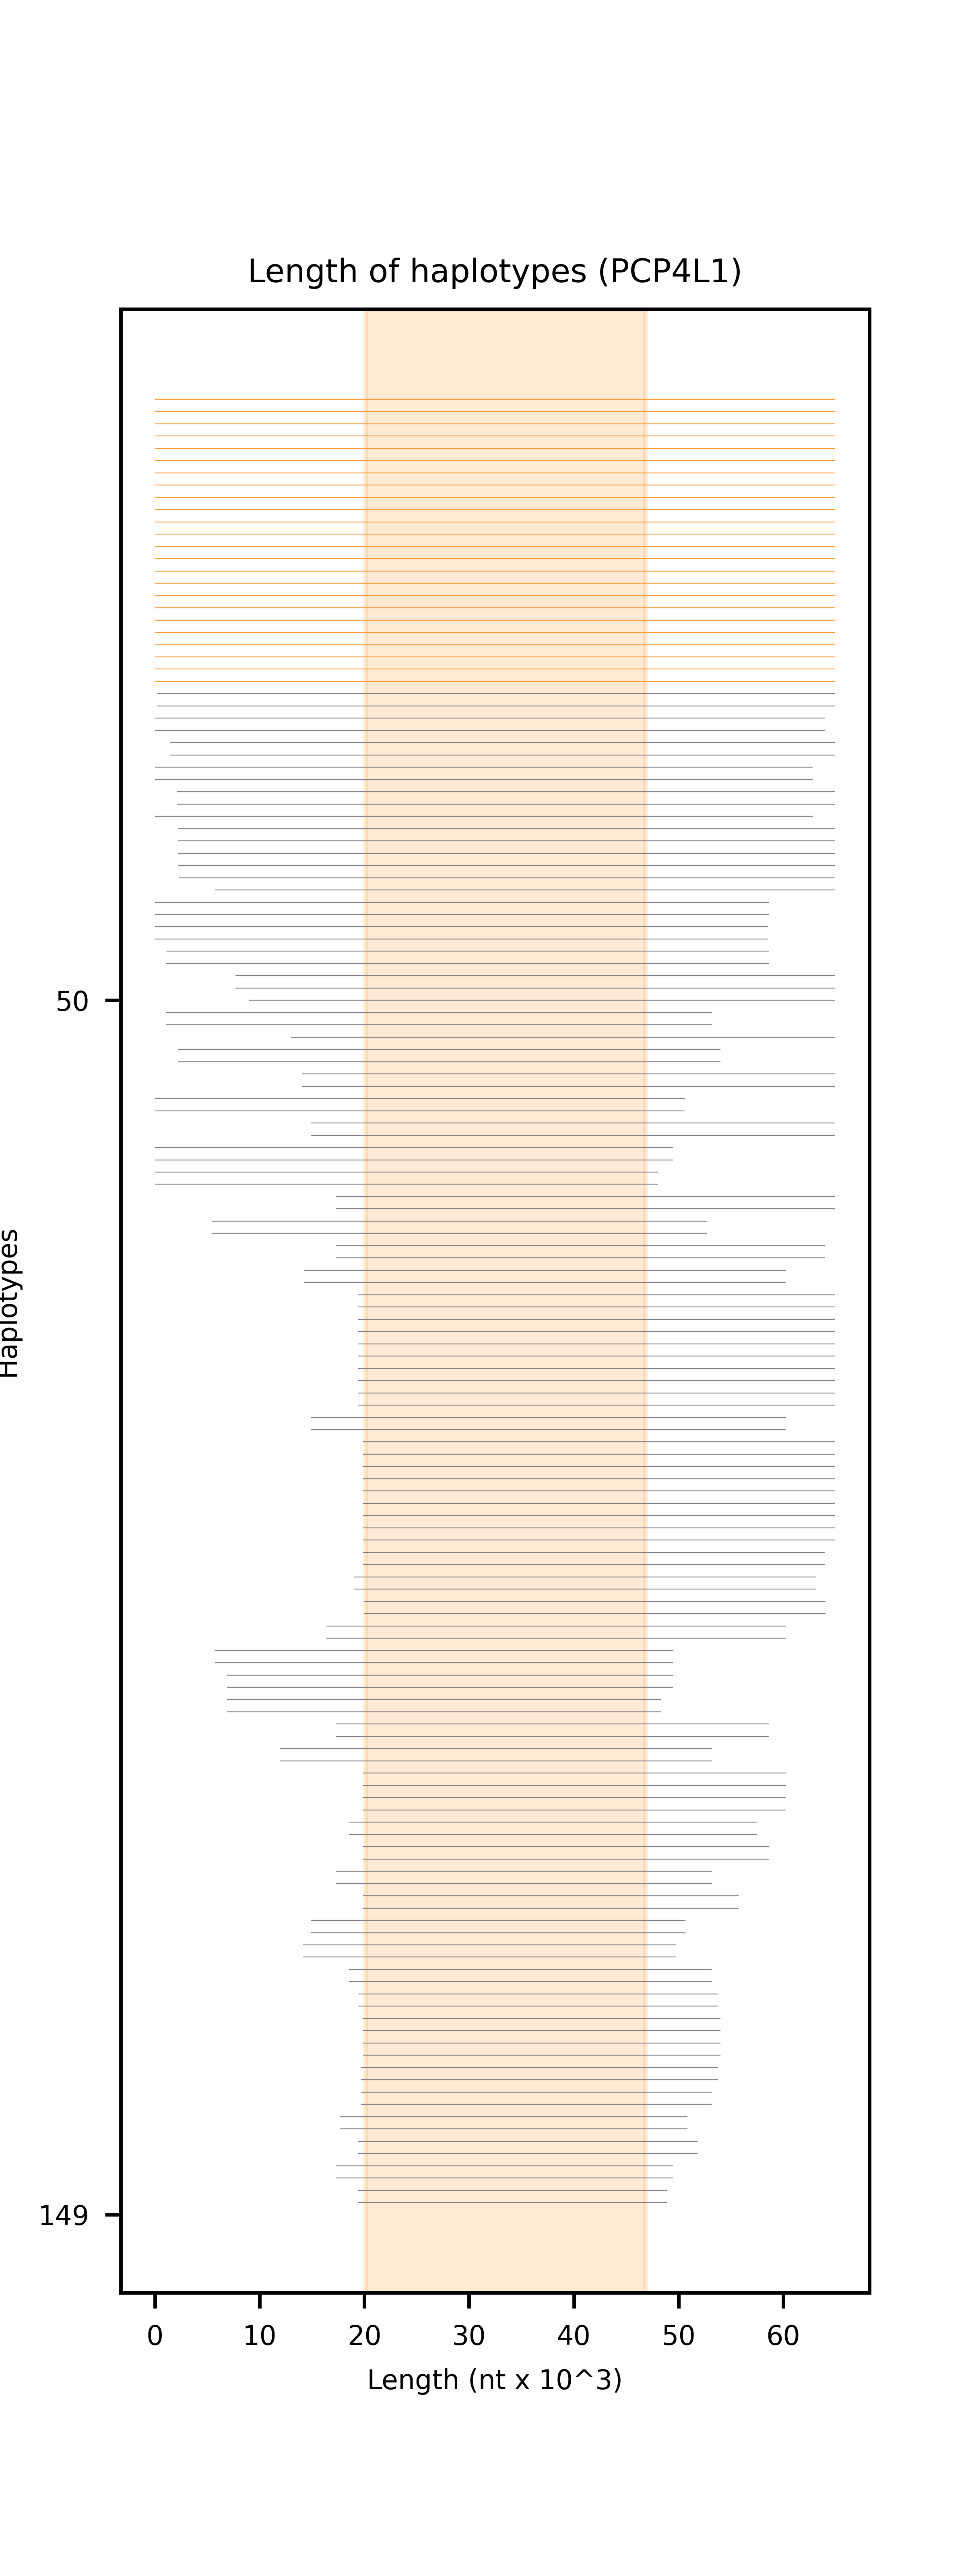 Length of haplotypes (PCP4L1)
50
Haplotypes
149
0 10 20 30 40 50 60
Length (nt x 10^3)